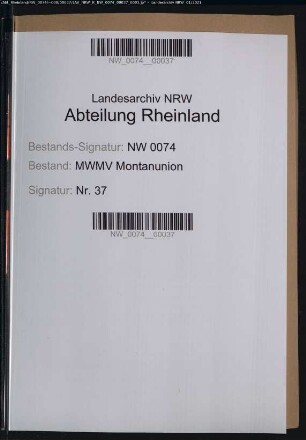 NW_0074__00037
Landesarchiv NRW
Abteilung Rheinland
Bestands-Signatur: NW 0074
Bestand: MWMV Montanunion
Signatur: Nr. 37
NW_0074__00037